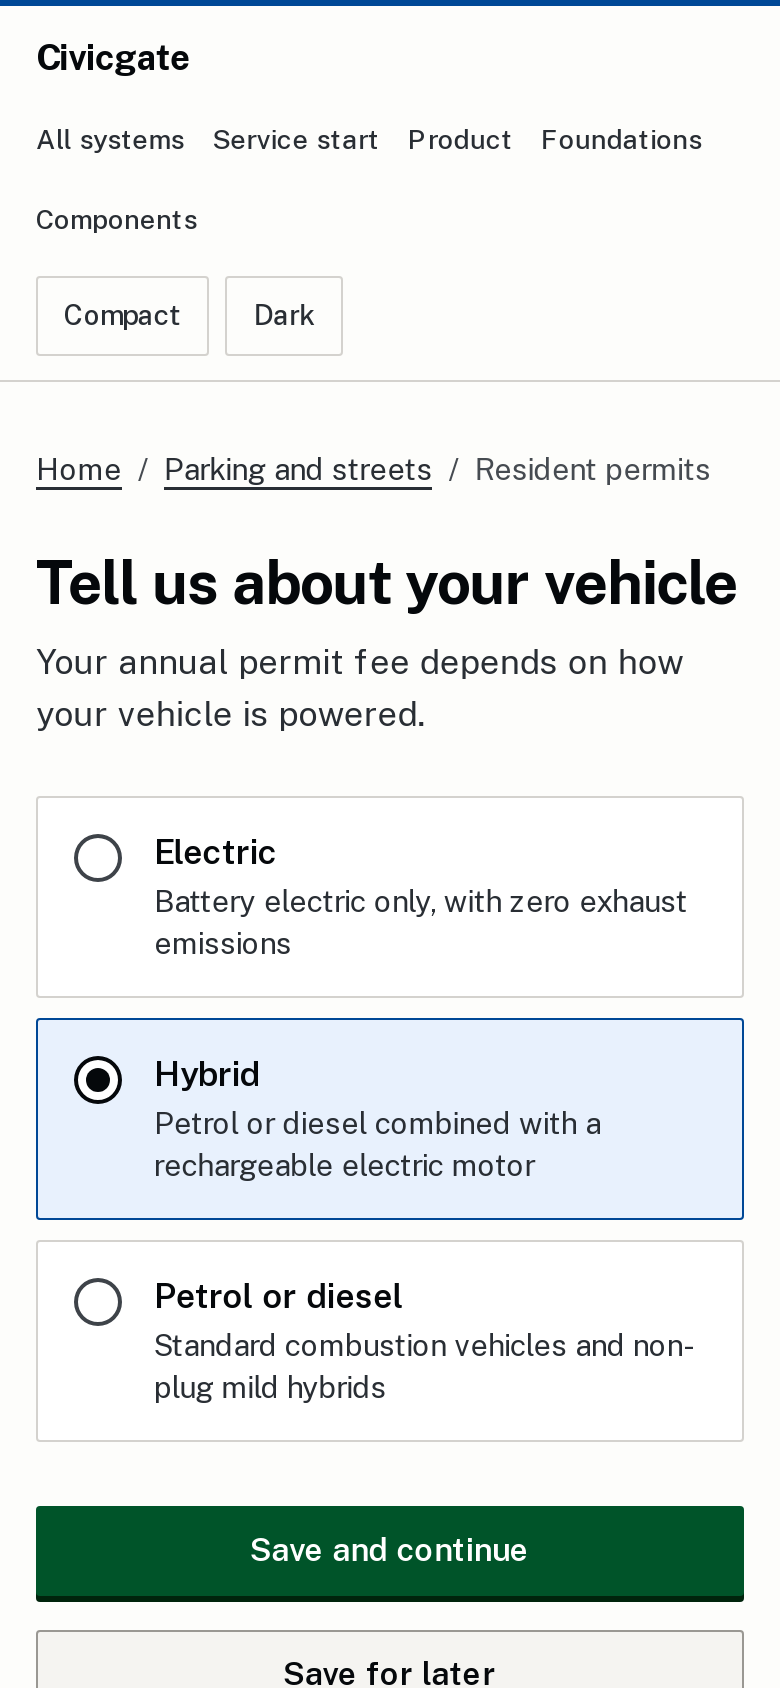 Civicgate
All systems Service start Product Foundations
Components
Compact Dark
Home / Parking and streets / Resident permits
Tell us about your vehicle
Your annual permit fee depends on how
your vehicle is powered.
Electric
Battery electric only, with zero exhaust
emissions
Hybrid
Petrol or diesel combined with a
rechargeable electric motor
Petrol or diesel
Standard combustion vehicles and non-
plug mild hybrids
Save and continue
Save for later